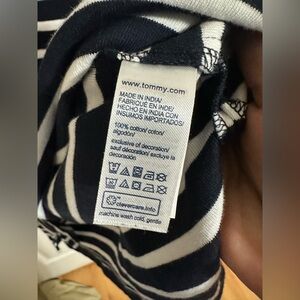 www.tommy.com
MADE IN INDIA/
FABRIQUÉ EN INDE/
HECHO EN INDIA CON
INSUMOS IMPORTADOS/
100% cotton/coton/
algodón/
exclusive of decoration/
sauf décoration/ excluye la
decoración
clevercare.info
machine wash cold, gentle